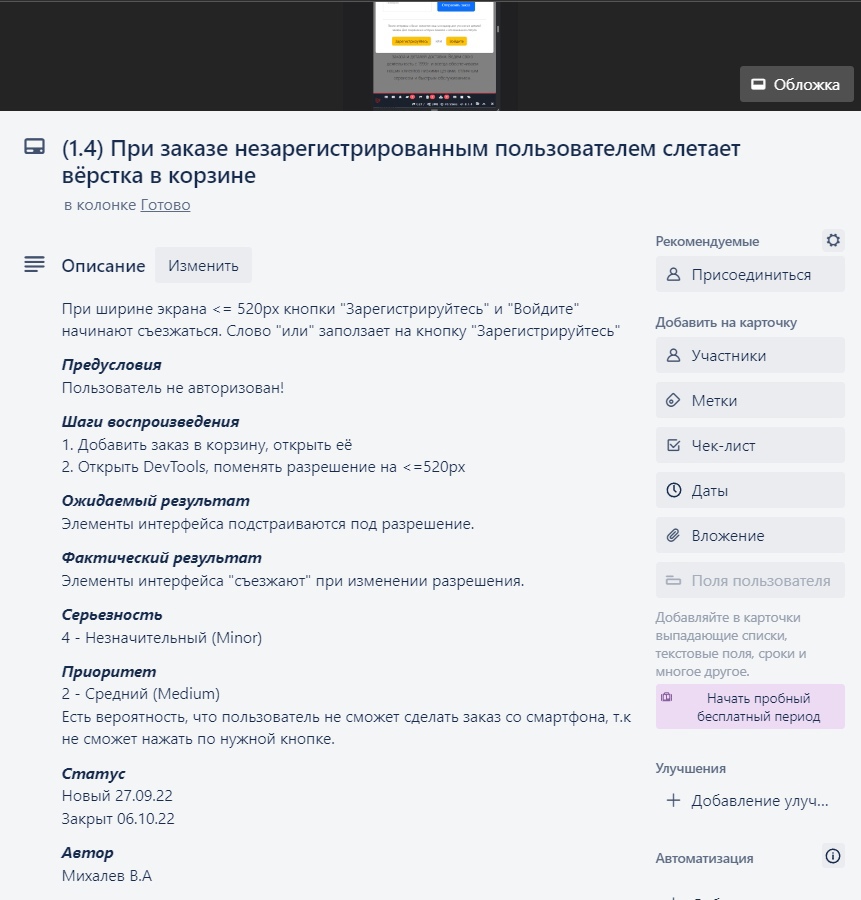 Обложка
(1.4) При заказе незарегистрированным пользователем слетает
вёрстка в корзине
в колонке Готово
Описание
Изменить
При ширине экрана <= 520px кнопки "Зарегистрируйтесь" и "Войдите"
начинают съезжаться. Слово "или" заползает на кнопку "Зарегистрируйтесь"
Предусловия
Пользователь не авторизован!
Шаги воспроизведения
1. Добавить заказ в корзину, открыть её
2. Открыть DevTools, поменять разрешение на <=520px
Ожидаемый результат
Элементы интерфейса подстраиваются под разрешение.
Фактический результат
Элементы интерфейса "съезжают" при изменении разрешения.
Серьезность
4 - Незначительный (Minor)
Приоритет
2 - Средний (Medium)
Есть вероятность, что пользователь не сможет сделать заказ со смартфона, т.к
не сможет нажать по нужной кнопке.
Статус
Новый 27.09.22
Закрыт 06.10.22
Автор
Михалев В.А
Рекомендуемые
Присоединиться
Добавить на карточку
Участники
Метки
Чек-лист
Даты
Вложение
Поля пользователя
Добавляйте в карточки
выпадающие списки,
текстовые поля, сроки и
многое другое.
Начать пробный
бесплатный период
Улучшения
Добавление улуч...
Автоматизация